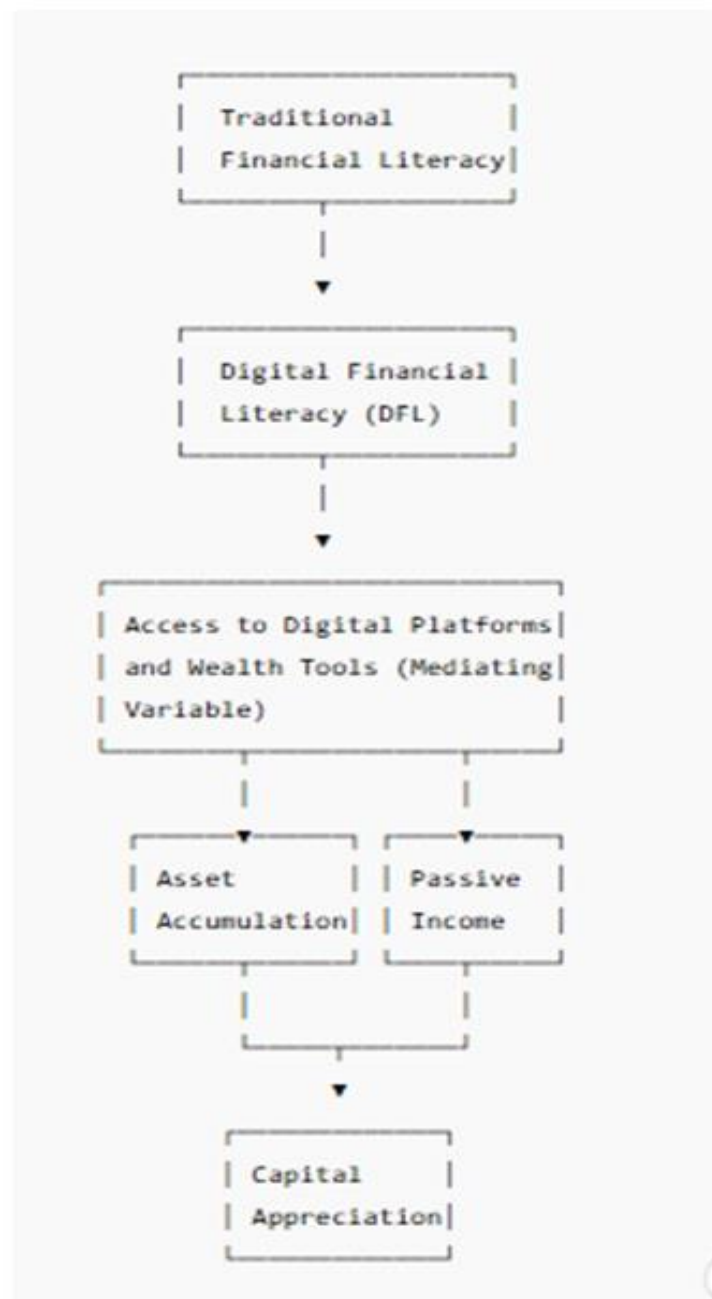 Traditional
Financial Literacy
Digital Financial
Literacy (DFL)
Access to Digital Platforms
and Wealth Tools (Mediating
Variable)
Asset
Accumulation
Passive
Income
Capital
Appreciation